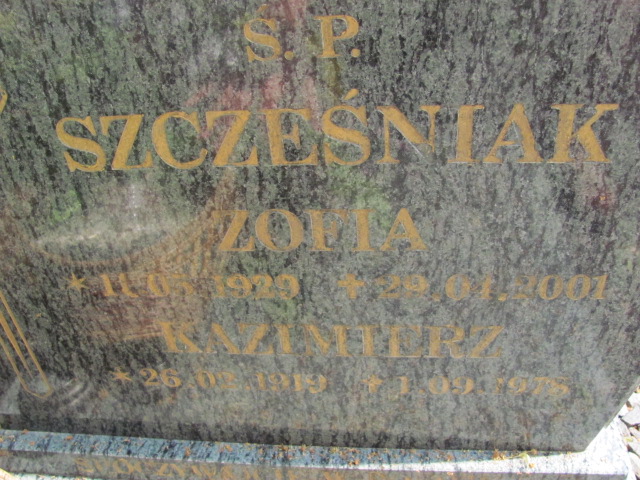 Ś. P.
SZCZEŚNIAK
ZOFIA
* 11.05.1929 ✝ 29.04.2001
KAZIMIERZ
* 26.02.1919 ✝ 1.09.1978